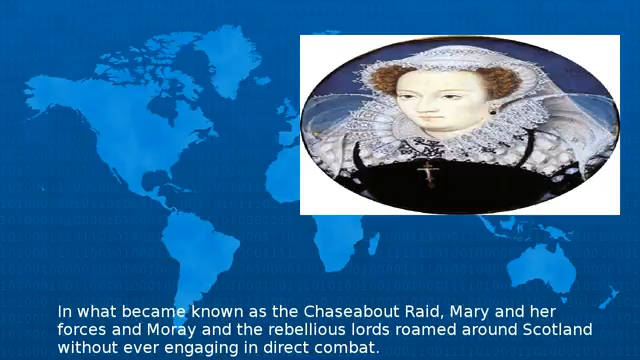 In what became known as the Chaseabout Raid, Mary and her
forces and Moray and the rebellious lords roamed around Scotland
without ever engaging in direct combat.